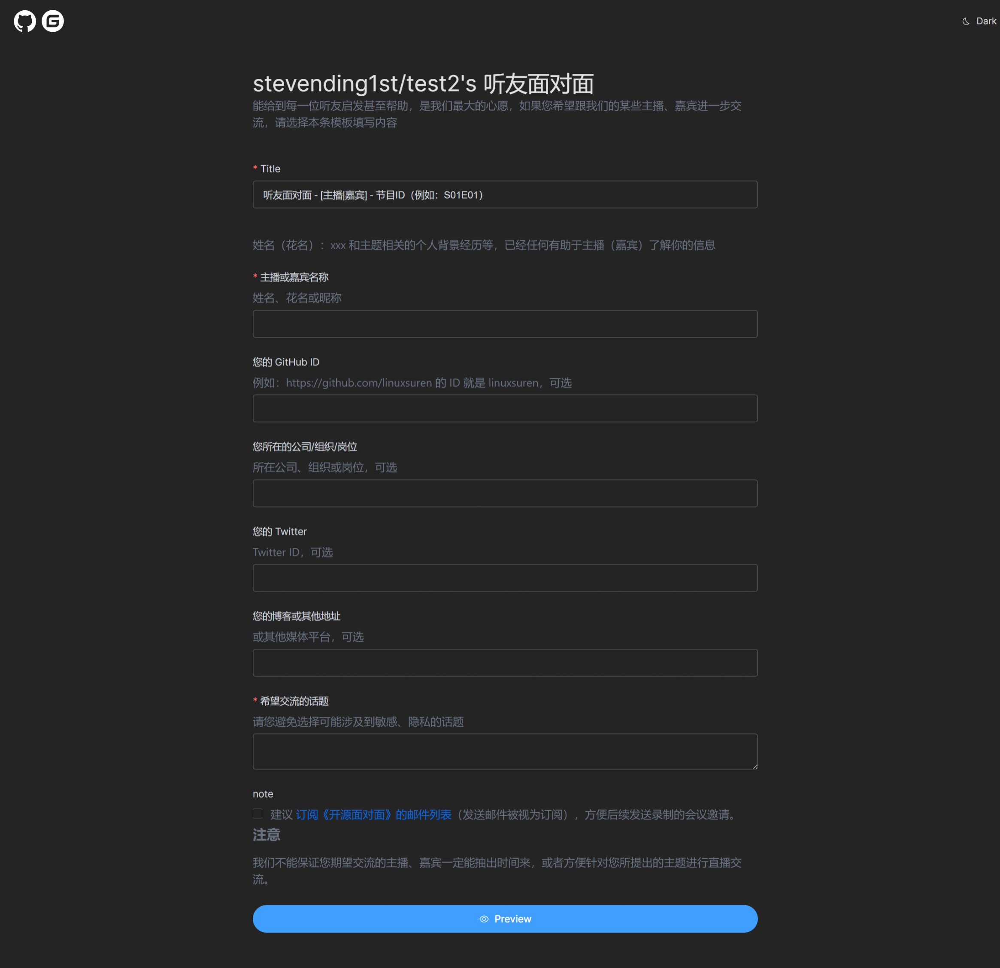 Dark
stevending1st/test2's 听友面对面
能给到每一位听友启发甚至帮助，是我们最大的心愿，如果您希望跟我们的某些主播、嘉宾进一步交
流，请选择本条模板填写内容
* Title
听友面对面 - [主播|嘉宾] - 节目ID（例如：S01E01）
姓名（花名）：xxx 和主题相关的个人背景经历等，已经任何有助于主播（嘉宾）了解你的信息
* 主播或嘉宾名称
姓名、花名或昵称
您的 GitHub ID
例如：https://github.com/linuxsuren 的 ID 就是 linuxsuren，可选
您所在的公司/组织/岗位
所在公司、组织或岗位，可选
您的 Twitter
Twitter ID，可选
您的博客或其他地址
或其他媒体平台，可选
* 希望交流的话题
请您避免选择可能涉及到敏感、隐私的话题
note
建议 订阅《开源面对面》的邮件列表（发送邮件被视为订阅），方便后续发送录制的会议邀请。
注意
我们不能保证您期望交流的主播、嘉宾一定能抽出时间来，或者方便针对您所提出的主题进行直播交
流。
Preview